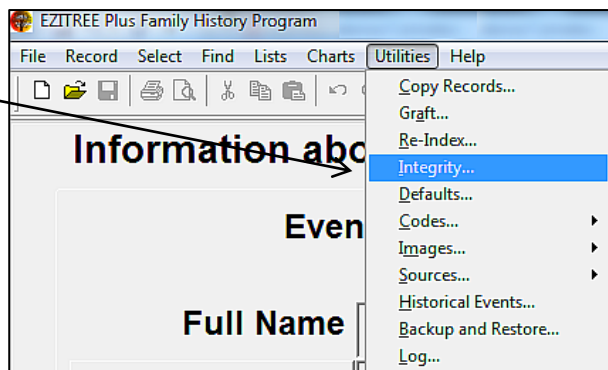 EZITREE Plus Family History Program
File Record Select Find Lists Charts Utilities Help
Copy Records...
Graft...
Re-Index...
Information abo
Integrity...
Defaults...
Even
Codes...
Images...
Sources...
Historical Events...
Full Name
Backup and Restore...
Log...